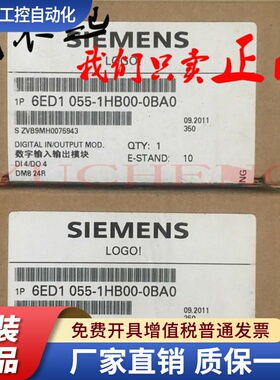 工控自动化
我们只卖正
SIEMENS
LOGO!
1P 6ED1 055-1HB00-0BA0
S ZVB9MH0075943
09.2011
350
DIGITAL IN/OUTPUT MOD.
QTY: 1
数字输入输出模块
E-STAND: 10
DI 4/DO 4
DM8 24R
SIEMENS
LOGO!
1P 6ED1 055-1HB00-0BA0
09.2011
350
免费开增值税普通发票
厂家直销 质量保证